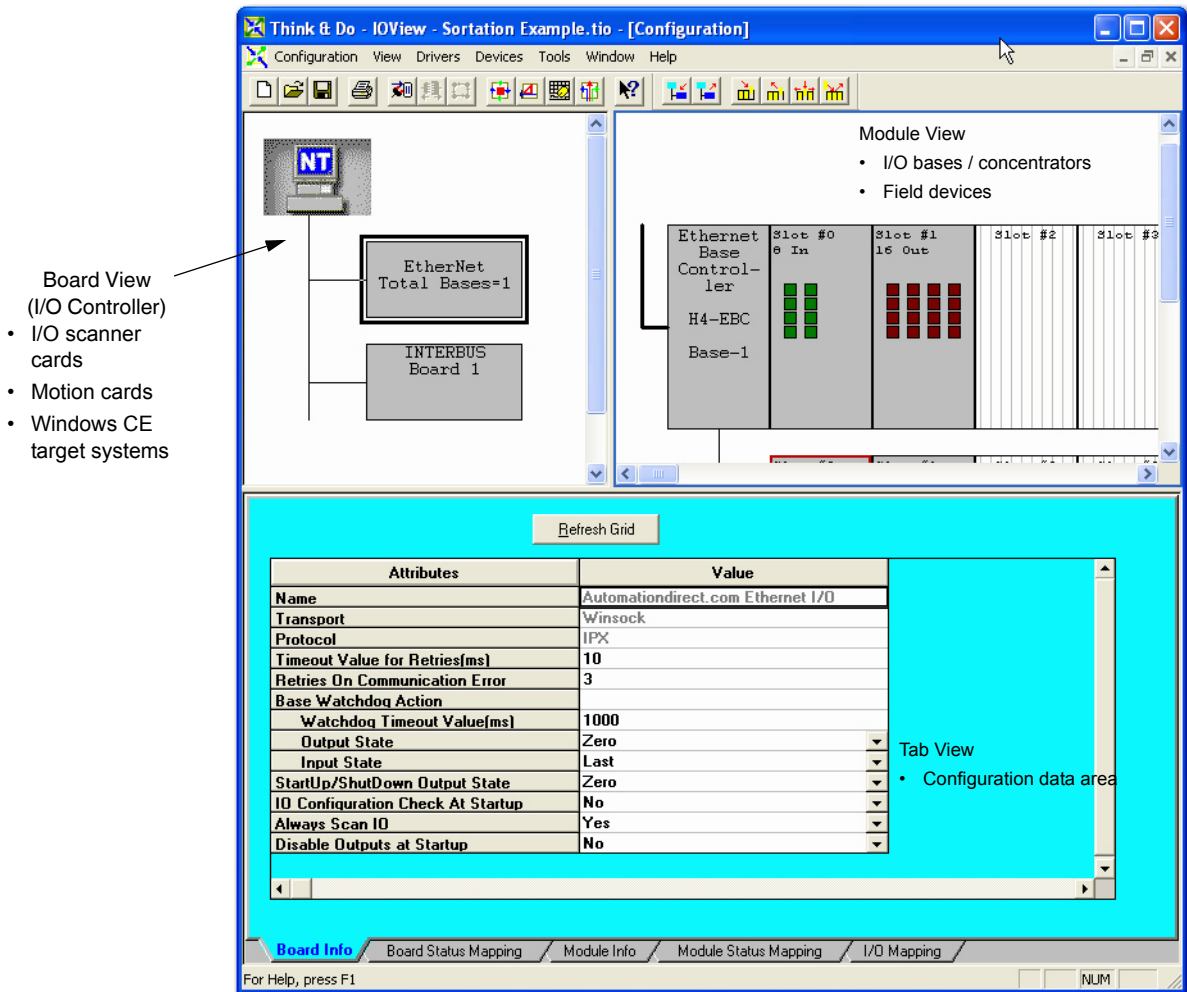 Think & Do - IOView - Sortation Example.tio - [Configuration]
Configuration View Drivers Devices Tools Window Help
NT
EtherNet
Total Bases=1
INTERBUS
Board 1
Board View
(I/O Controller)
• I/O scanner
cards
• Motion cards
• Windows CE
target systems
Module View
• I/O bases / concentrators
• Field devices
Ethernet
Base
Control-
ler
H4-EBC
Base-1
Slot #0
8 In
Slot #1
16 Out
Slot #2
Slot #3
Refresh Grid
Attributes Value
Name Automationdirect.com Ethernet I/O
Transport Winsock
Protocol IPX
Timeout Value for Retries(ms) 10
Retries On Communication Error 3
Base Watchdog Action
Watchdog Timeout Value(ms) 1000
Output State Zero
Input State Last
StartUp/ShutDown Output State Zero
IO Configuration Check At Startup No
Always Scan IO Yes
Disable Outputs at Startup No
Tab View
• Configuration data area
Board Info Board Status Mapping Module Info Module Status Mapping I/O Mapping
For Help, press F1 NUM